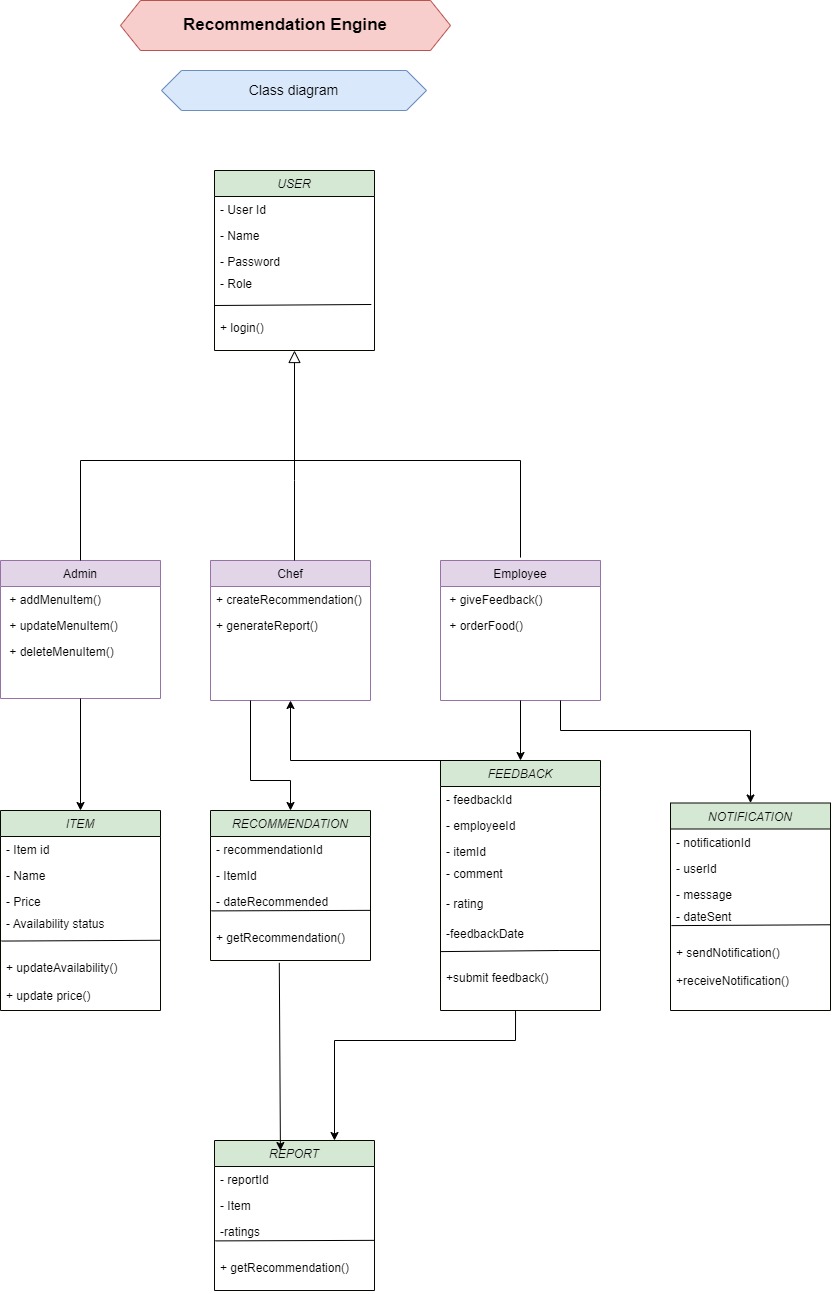 Recommendation Engine
Class diagram
USER
- User Id
- Name
- Password
- Role
+ login()
Admin
+ addMenuItem()
+ updateMenuItem()
+ deleteMenuItem()
Chef
+ createRecommendation()
+ generateReport()
Employee
+ giveFeedback()
+ orderFood()
ITEM
- Item id
- Name
- Price
- Availability status
+ updateAvailability()
+ update price()
RECOMMENDATION
- recommendationId
- ItemId
- dateRecommended
+ getRecommendation()
FEEDBACK
- feedbackId
- employeeId
- itemId
- comment
- rating
-feedbackDate
+submit feedback()
NOTIFICATION
- notificationId
- userId
- message
- dateSent
+ sendNotification()
+receiveNotification()
REPORT
- reportId
- Item
-ratings
+ getRecommendation()